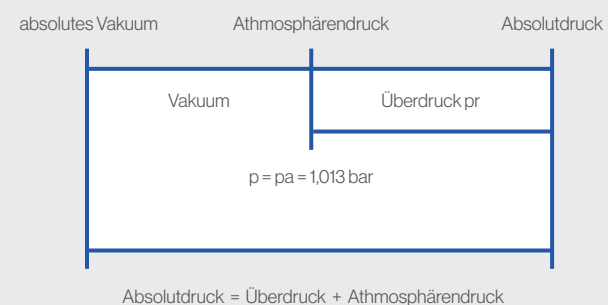 absolutes Vakuum Athmosphärendruck Absolutdruck
Vakuum Überdruck pr
p = pa = 1,013 bar
Absolutdruck = Überdruck + Athmosphärendruck